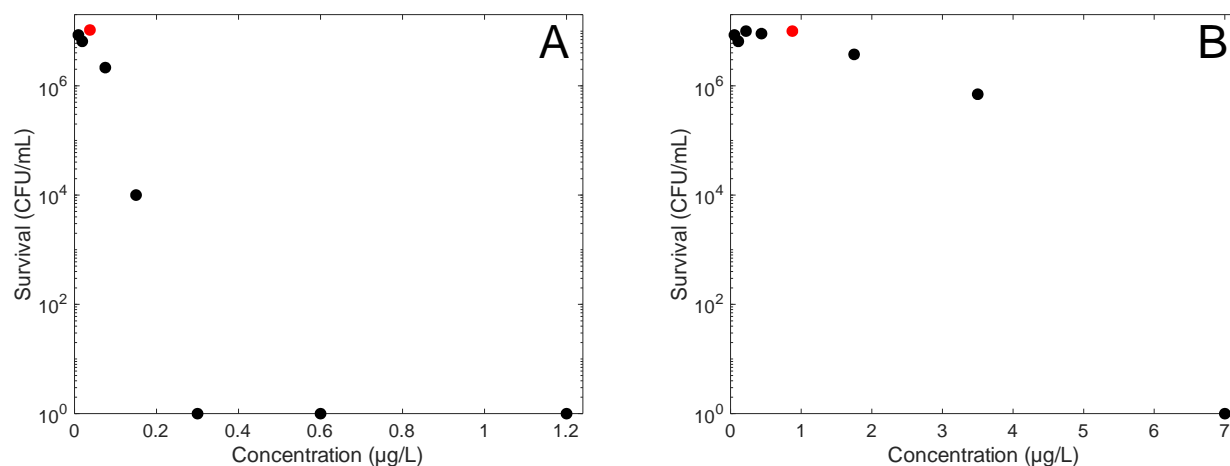 A
10^6
10^4
10^2
10^0
Survival (CFU/mL)
0 0.2 0.4 0.6 0.8 1 1.2
Concentration (µg/L)
B
10^6
10^4
10^2
10^0
Survival (CFU/mL)
0 1 2 3 4 5 6 7
Concentration (µg/L)